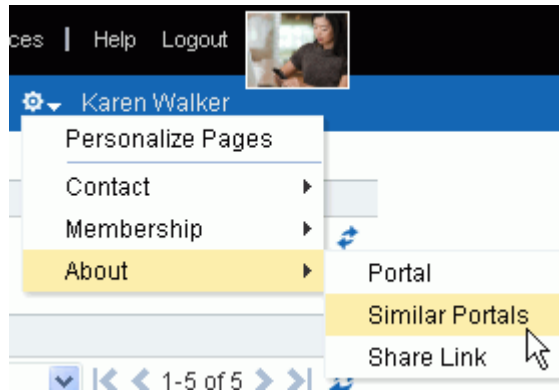 ces | Help Logout
Karen Walker
Personalize Pages
Contact
Membership
About
Portal
Similar Portals
Share Link
1-5 of 5